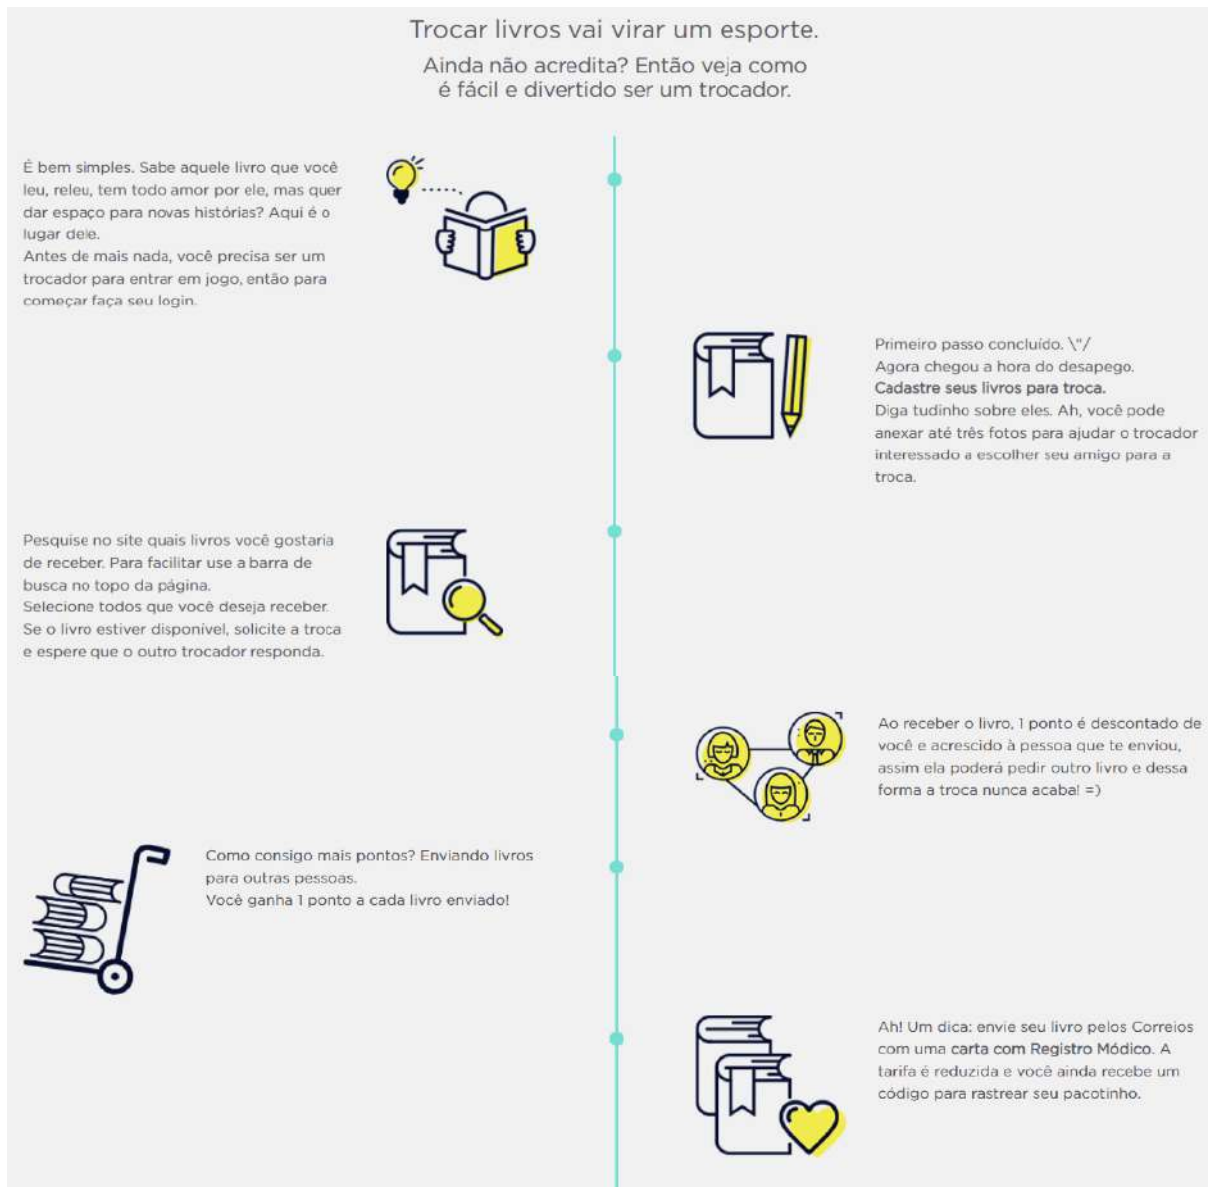 Trocar livros vai virar um esporte.
Ainda não acredita? Então veja como
é fácil e divertido ser um trocador.
É bem simples. Sabe aquele livro que você
leu, releu, tem todo amor por ele, mas quer
dar espaço para novas histórias? Aqui é o
lugar dele.
Antes de mais nada, você precisa ser um
trocador para entrar em jogo, então para
começar faça seu login.
Primeiro passo concluído. \"/
Agora chegou a hora do desapego.
Cadastre seus livros para troca.
Diga tudinho sobre eles. Ah, você pode
anexar até três fotos para ajudar o trocador
interessado a escolher seu amigo para a
troca.
Pesquise no site quais livros você gostaria
de receber. Para facilitar use a barra de
busca no topo da página.
Selecione todos que você deseja receber.
Se o livro estiver disponível, solicite a troca
e espere que o outro trocador responda.
Ao receber o livro, 1 ponto é descontado de
você e acrescido à pessoa que te enviou,
assim ela poderá pedir outro livro e dessa
forma a troca nunca acaba! =)
Como consigo mais pontos? Enviando livros
para outras pessoas.
Você ganha 1 ponto a cada livro enviado!
Ah! Um dica: envie seu livro pelos Correios
com uma carta com Registro Módico. A
tarifa é reduzida e você ainda recebe um
código para rastrear seu pacotinho.